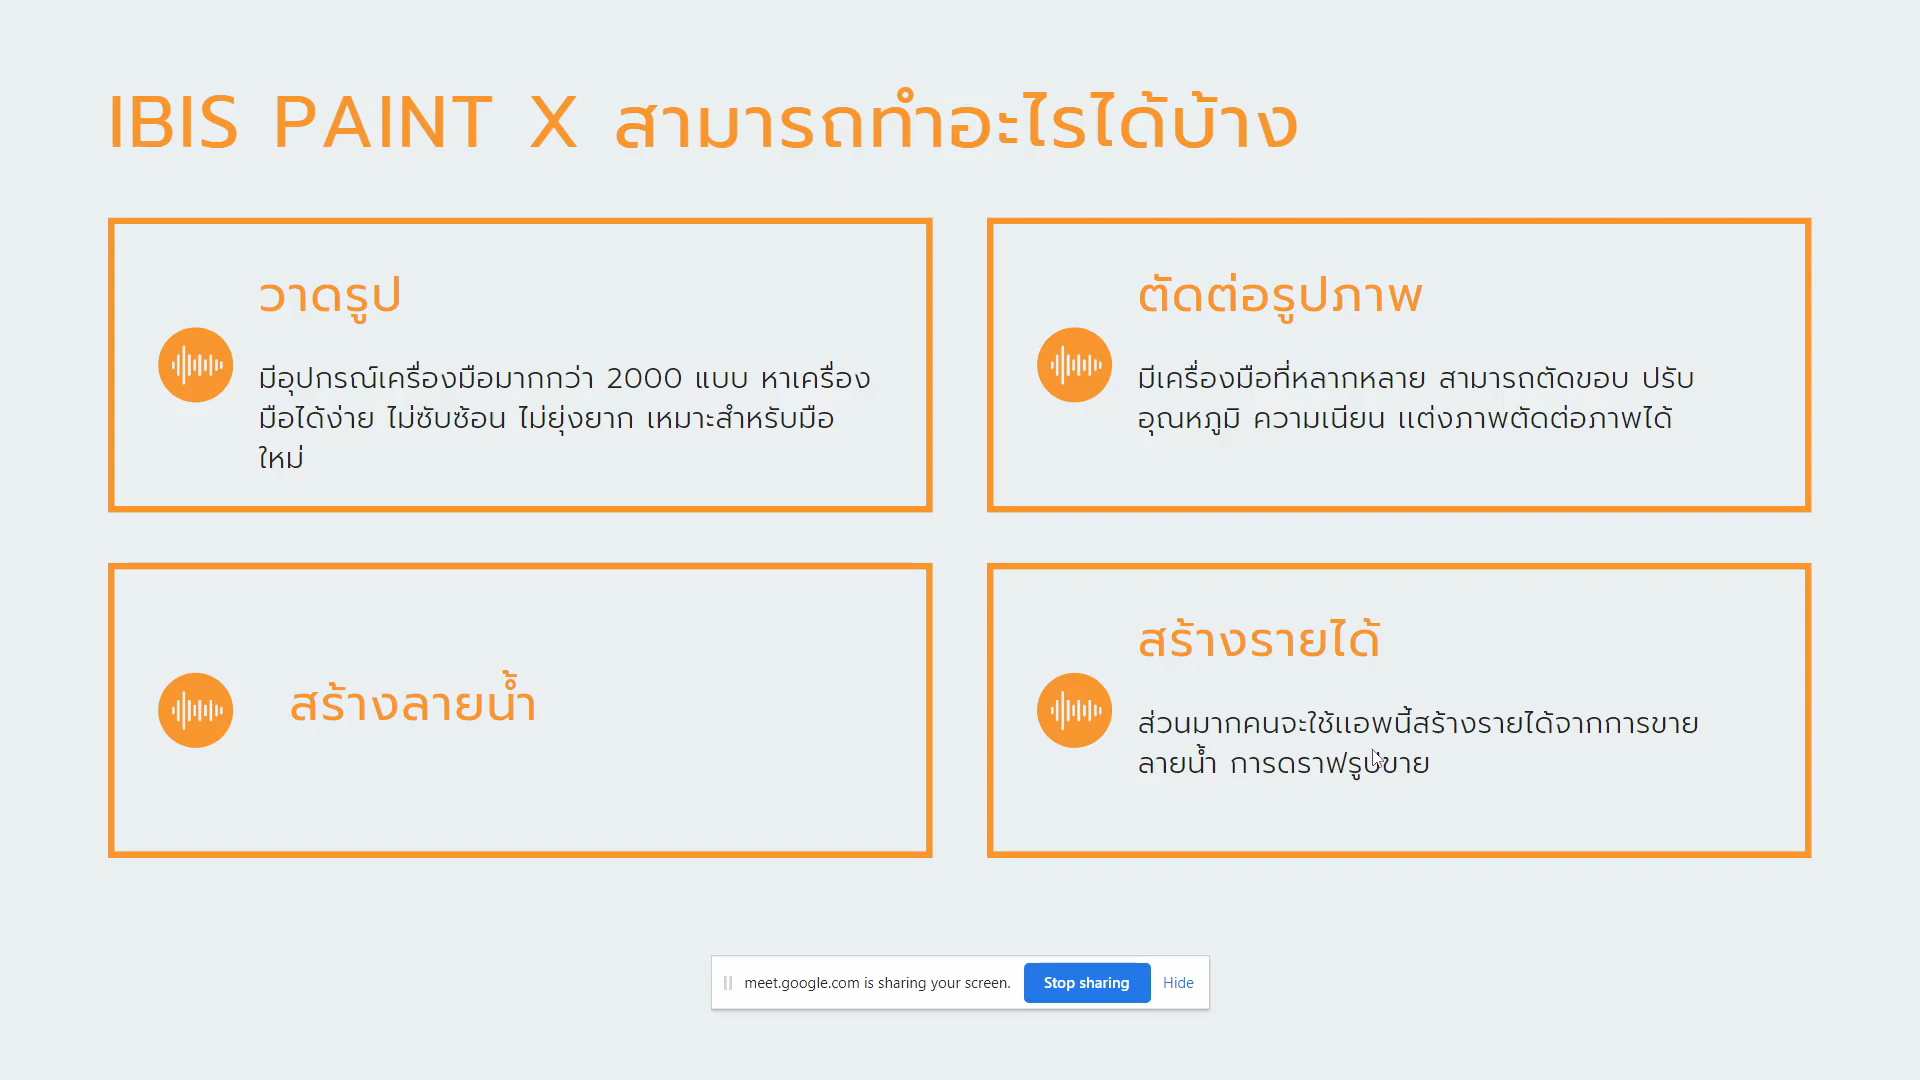 IBIS PAINT X สามารถทำอะไรได้บ้าง
วาดรูป
มีอุปกรณ์เครื่องมือมากกว่า 2000 แบบ หาเครื่อง
มือได้ง่าย ไม่ซับซ้อน ไม่ยุ่งยาก เหมาะสำหรับมือ
ใหม่
ตัดต่อรูปภาพ
มีเครื่องมือที่หลากหลาย สามารถตัดขอบ ปรับ
อุณหภูมิ ความเนียน แต่งภาพตัดต่อภาพได้
สร้างลายน้ำ
สร้างรายได้
ส่วนมากคนจะใช้แอพนี้สร้างรายได้จากการขาย
ลายน้ำ การดราฟรูปขาย
meet.google.com is sharing your screen. Stop sharing Hide